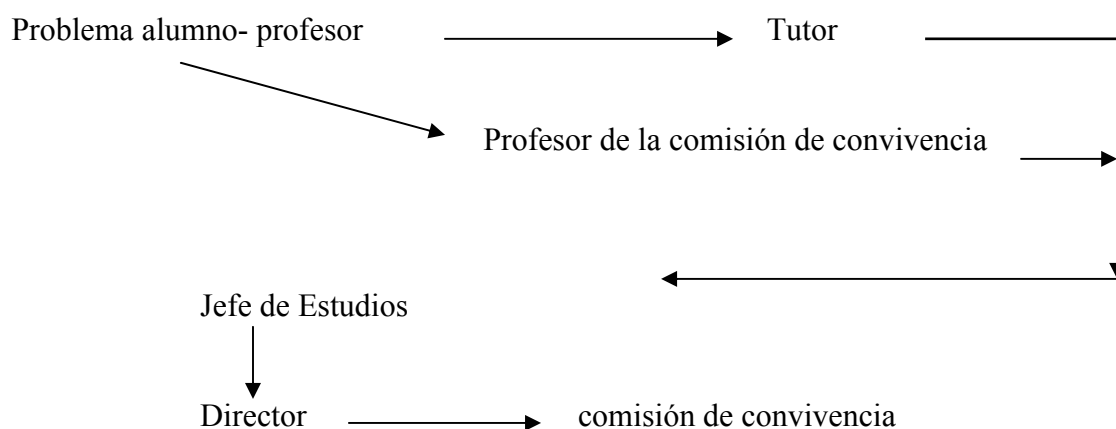 Problema alumno- profesor
Tutor
Profesor de la comisión de convivencia
Jefe de Estudios
Director
comisión de convivencia